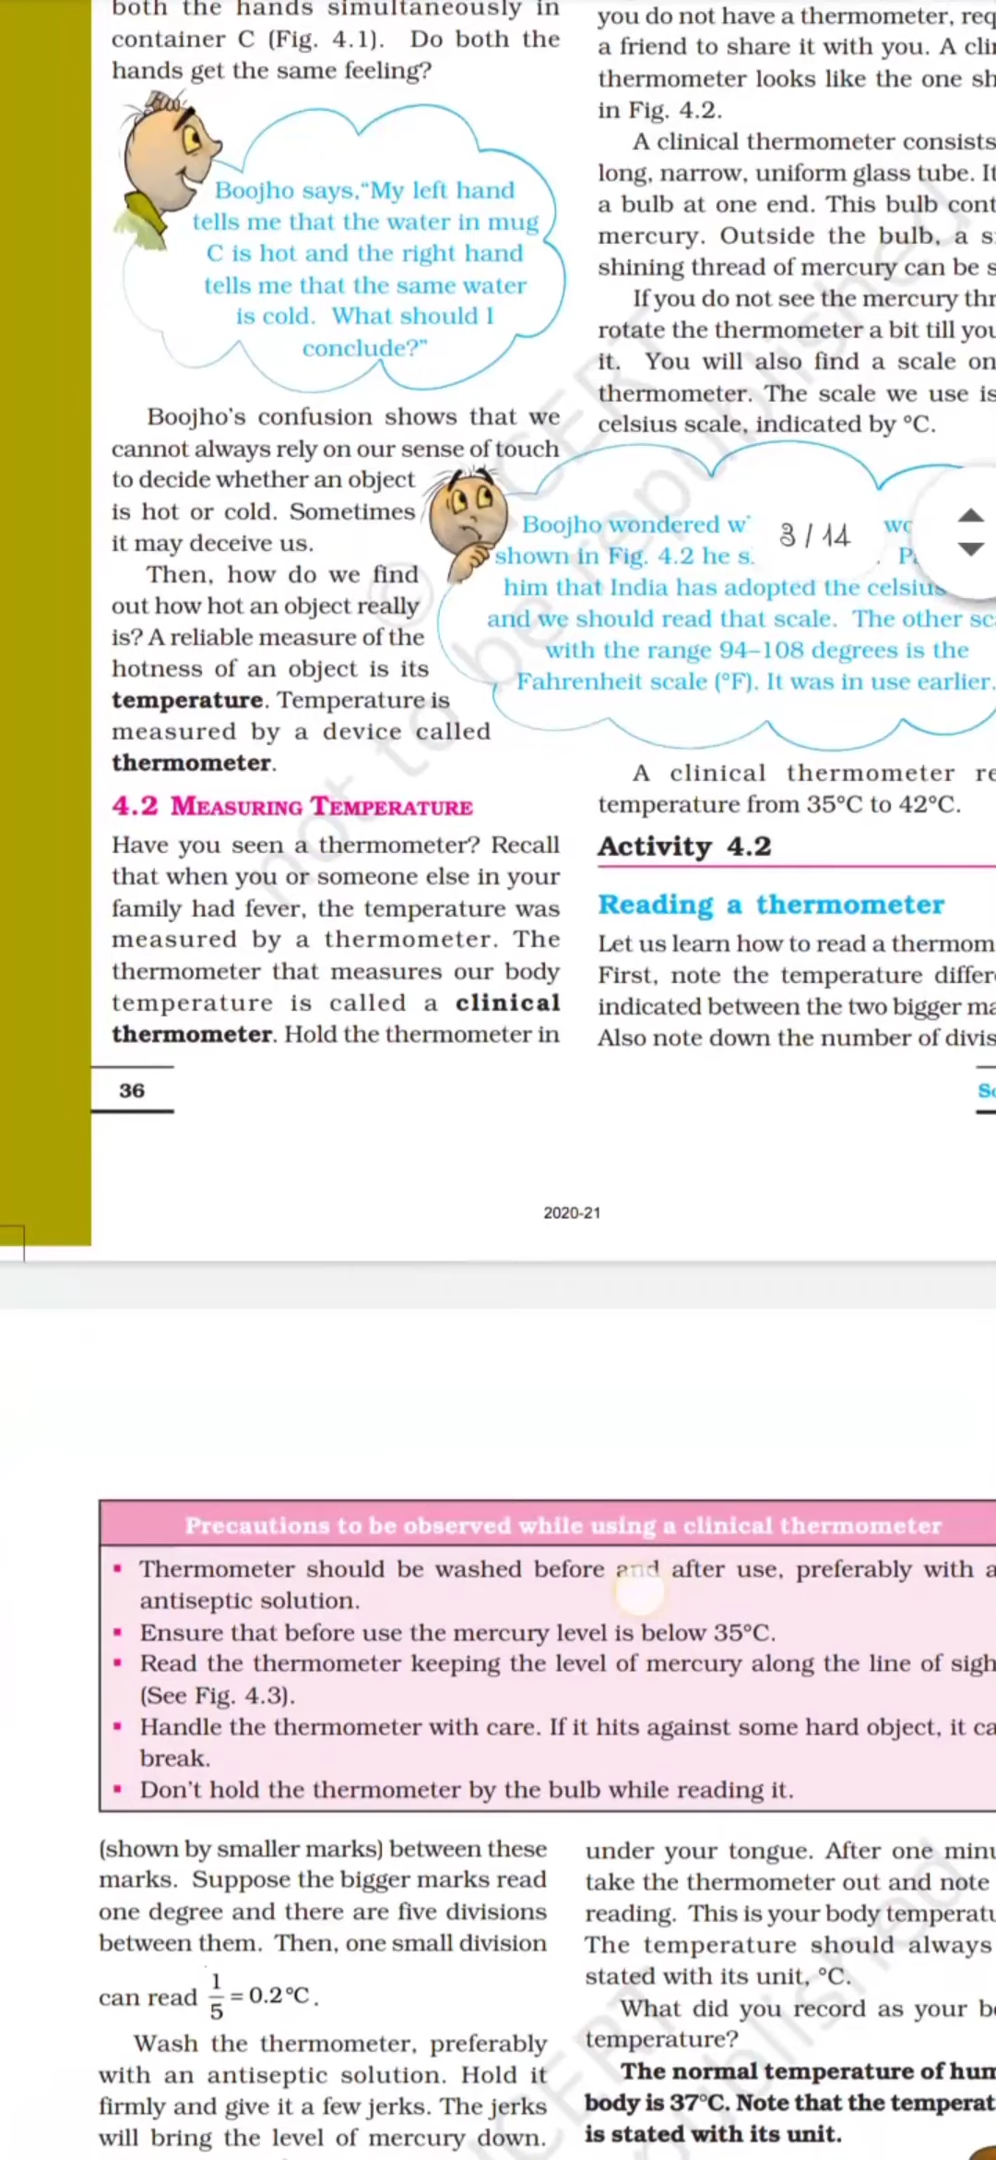 both the hands simultaneously in
container C (Fig. 4.1). Do both the
hands get the same feeling?
Boojho says,"My left hand
tells me that the water in mug
C is hot and the right hand
tells me that the same water
is cold. What should I
conclude?"
Boojho's confusion shows that we
cannot always rely on our sense of touch
to decide whether an object
is hot or cold. Sometimes
it may deceive us.
Then, how do we find
out how hot an object really
is? A reliable measure of the
hotness of an object is its
temperature. Temperature is
measured by a device called
thermometer.
4.2 MEASURING TEMPERATURE
Have you seen a thermometer? Recall
that when you or someone else in your
family had fever, the temperature was
measured by a thermometer. The
thermometer that measures our body
temperature is called a clinical
thermometer. Hold the thermometer in
36
you do not have a thermometer, req
a friend to share it with you. A cli
thermometer looks like the one sh
in Fig. 4.2.
A clinical thermometer consists
long, narrow, uniform glass tube. It
a bulb at one end. This bulb cont
mercury. Outside the bulb, a s
shining thread of mercury can be s
If you do not see the mercury thr
rotate the thermometer a bit till you
it. You will also find a scale on
thermometer. The scale we use is
celsius scale, indicated by °C.
Boojho wondered w wo
shown in Fig. 4.2 he s. . Pa
him that India has adopted the celsius
and we should read that scale. The other sc
with the range 94–108 degrees is the
Fahrenheit scale (°F). It was in use earlier.
3 / 14
A clinical thermometer re
temperature from 35°C to 42°C.
Activity 4.2
Reading a thermometer
Let us learn how to read a thermom
First, note the temperature differe
indicated between the two bigger ma
Also note down the number of divis
2020-21
Precautions to be observed while using a clinical thermometer
▪ Thermometer should be washed before and after use, preferably with a
antiseptic solution.
▪ Ensure that before use the mercury level is below 35°C.
▪ Read the thermometer keeping the level of mercury along the line of sigh
(See Fig. 4.3).
▪ Handle the thermometer with care. If it hits against some hard object, it ca
break.
▪ Don't hold the thermometer by the bulb while reading it.
(shown by smaller marks) between these
marks. Suppose the bigger marks read
one degree and there are five divisions
between them. Then, one small division
can read 1/5 = 0.2°C.
Wash the thermometer, preferably
with an antiseptic solution. Hold it
firmly and give it a few jerks. The jerks
will bring the level of mercury down.
under your tongue. After one minu
take the thermometer out and note
reading. This is your body temperatu
The temperature should always
stated with its unit, °C.
What did you record as your bo
temperature?
The normal temperature of hum
body is 37°C. Note that the temperat
is stated with its unit.